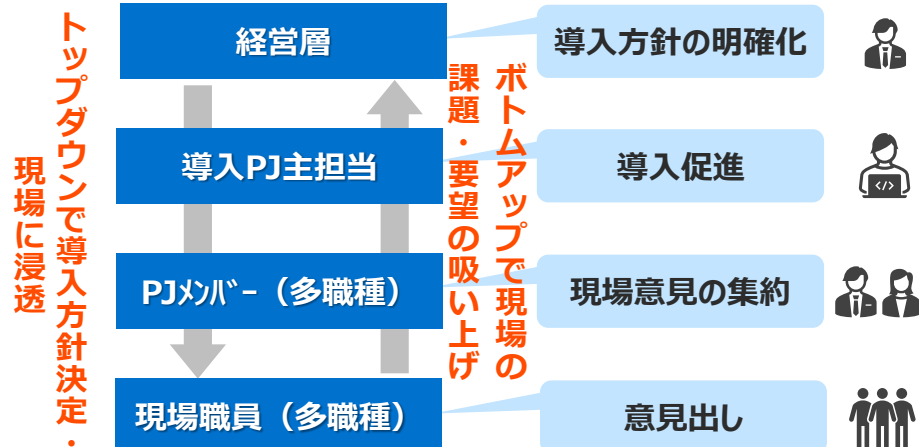 トップダウンで導入方針決定・
現場に浸透
経営層
導入方針の明確化
ボトムアップで現場の
課題・要望の吸い上げ
導入PJ主担当
導入促進
PJﾒﾝﾊﾞｰ（多職種）
現場意見の集約
現場職員（多職種）
意見出し